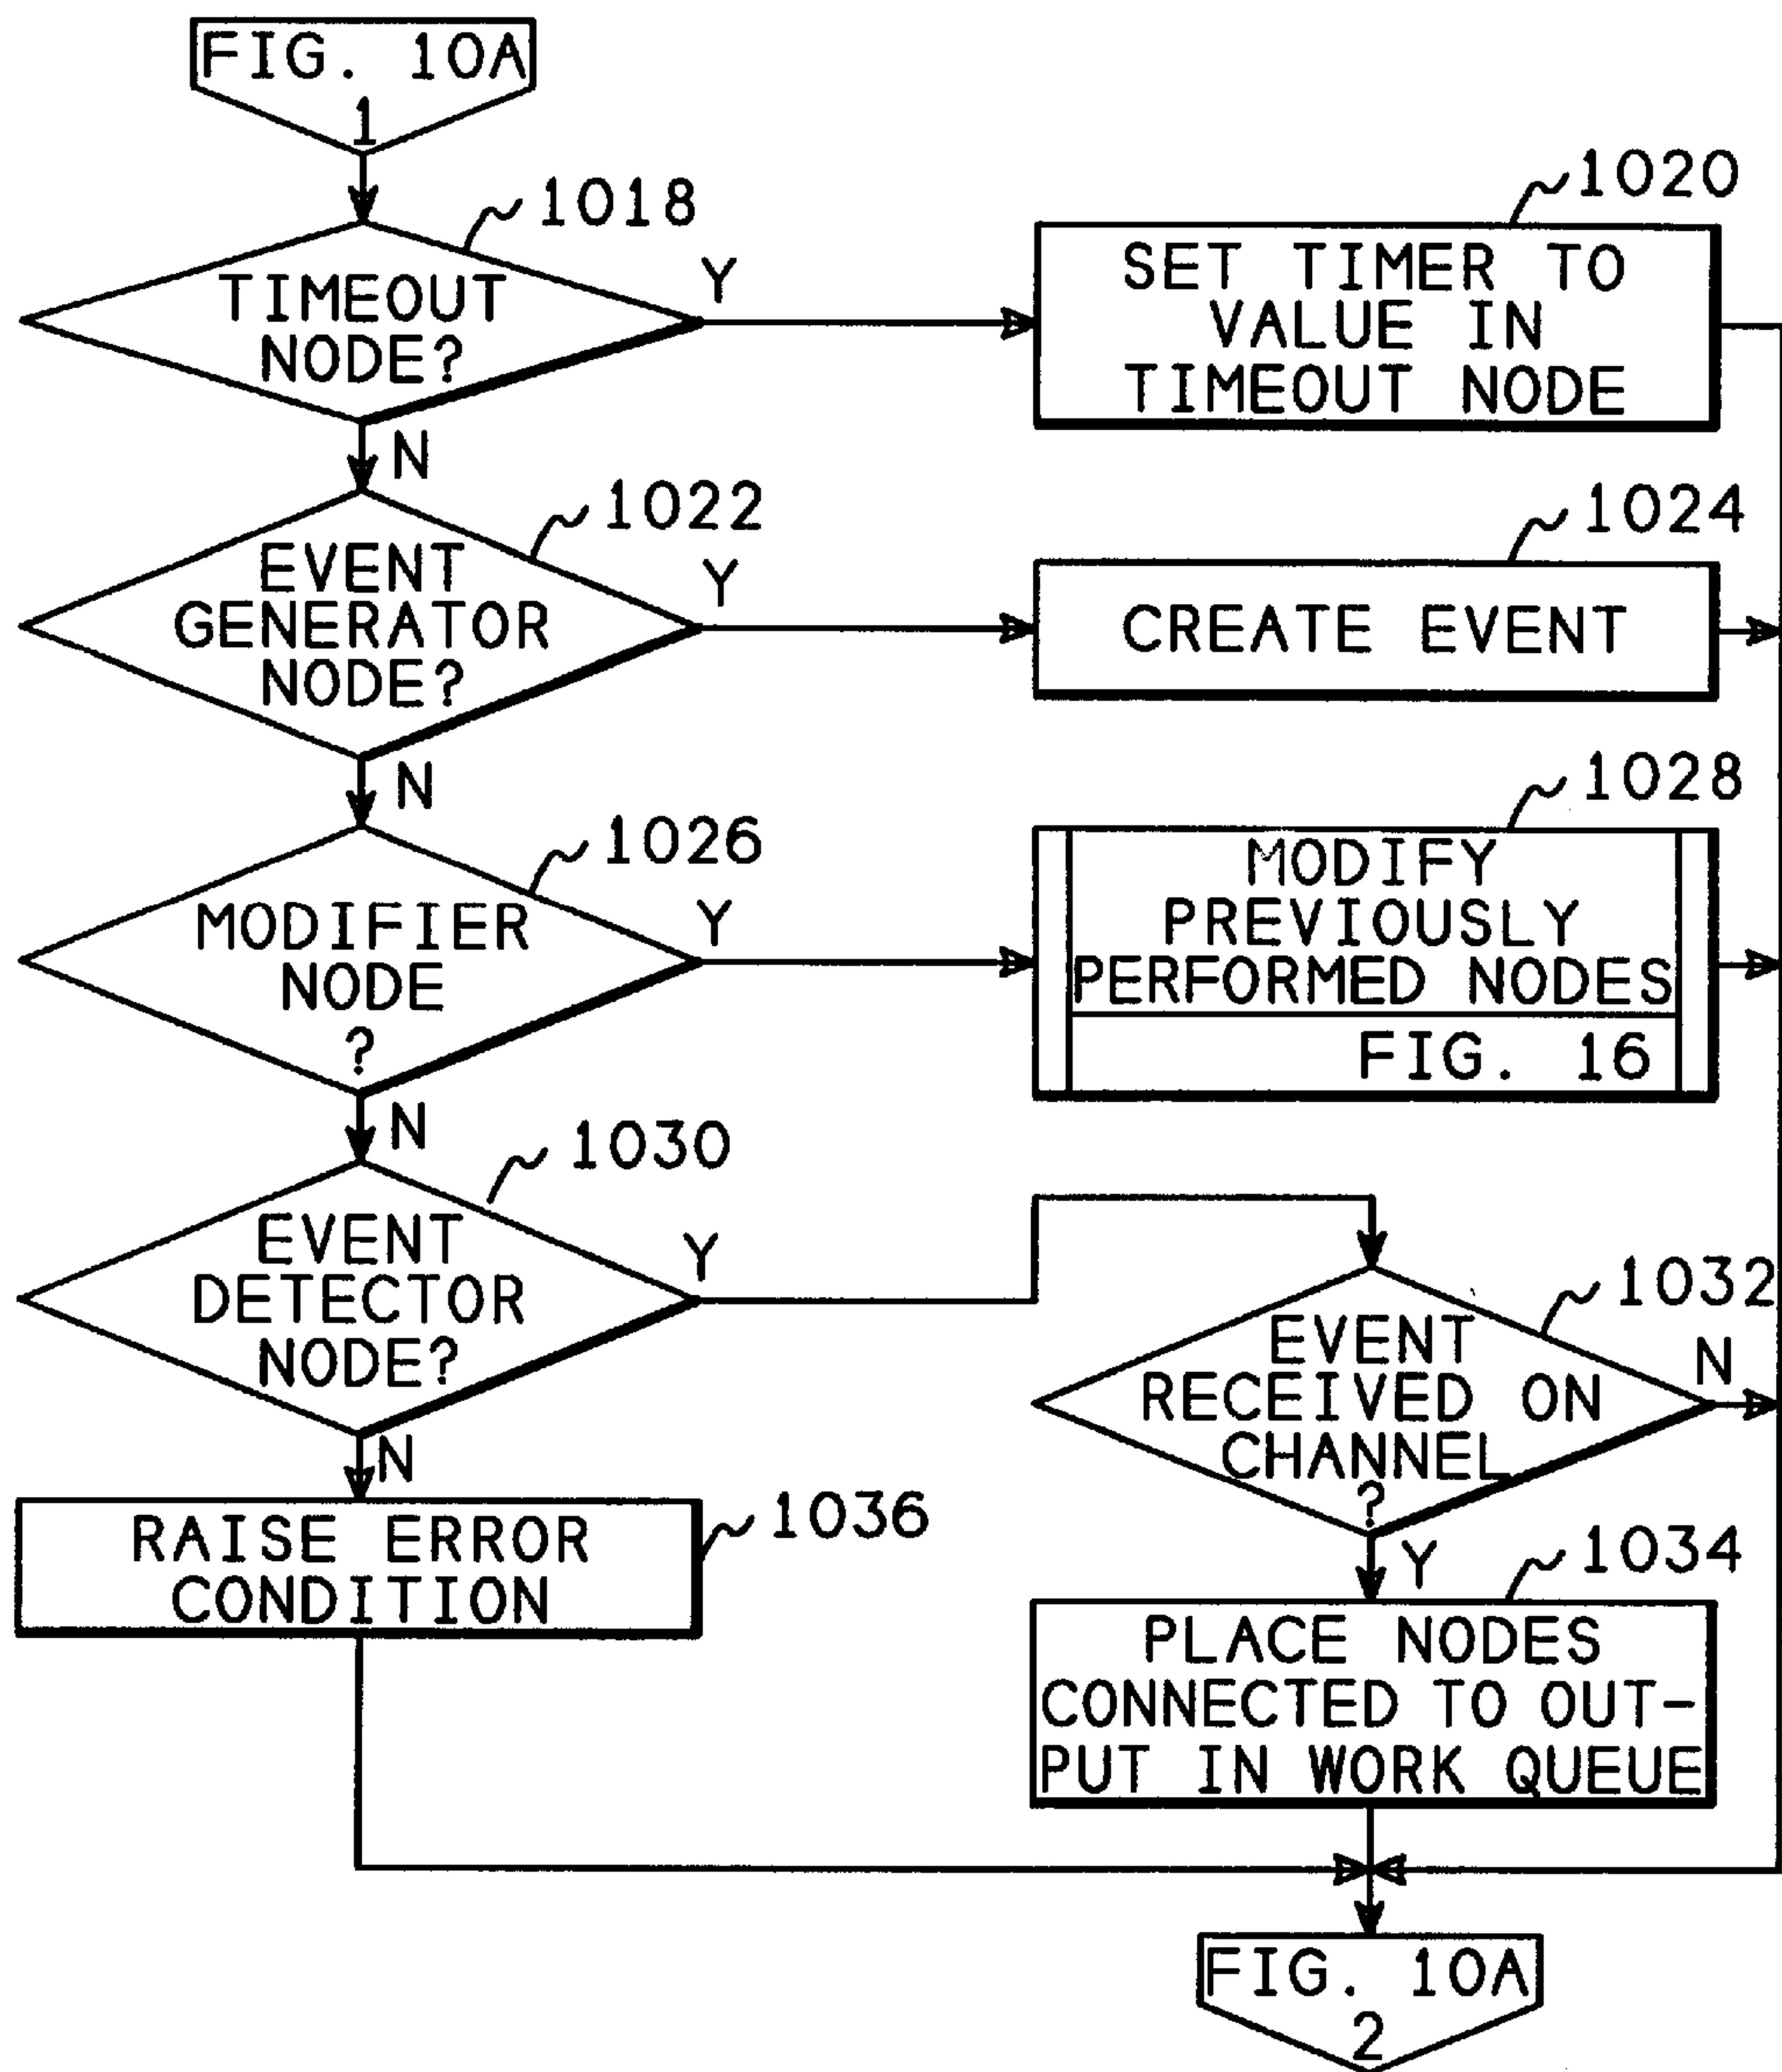 FIG. 10A
1
1018
TIMEOUT
NODE?
Y
N
1020
SET TIMER TO
VALUE IN
TIMEOUT NODE
1022
EVENT
GENERATOR
NODE?
Y
N
1024
CREATE EVENT
1026
MODIFIER
NODE
?
Y
N
1028
MODIFY
PREVIOUSLY
PERFORMED NODES
FIG. 16
1030
EVENT
DETECTOR
NODE?
Y
N
1032
EVENT
RECEIVED ON
CHANNEL
?
N
Y
1036
RAISE ERROR
CONDITION
1034
PLACE NODES
CONNECTED TO OUT-
PUT IN WORK QUEUE
FIG. 10A
2